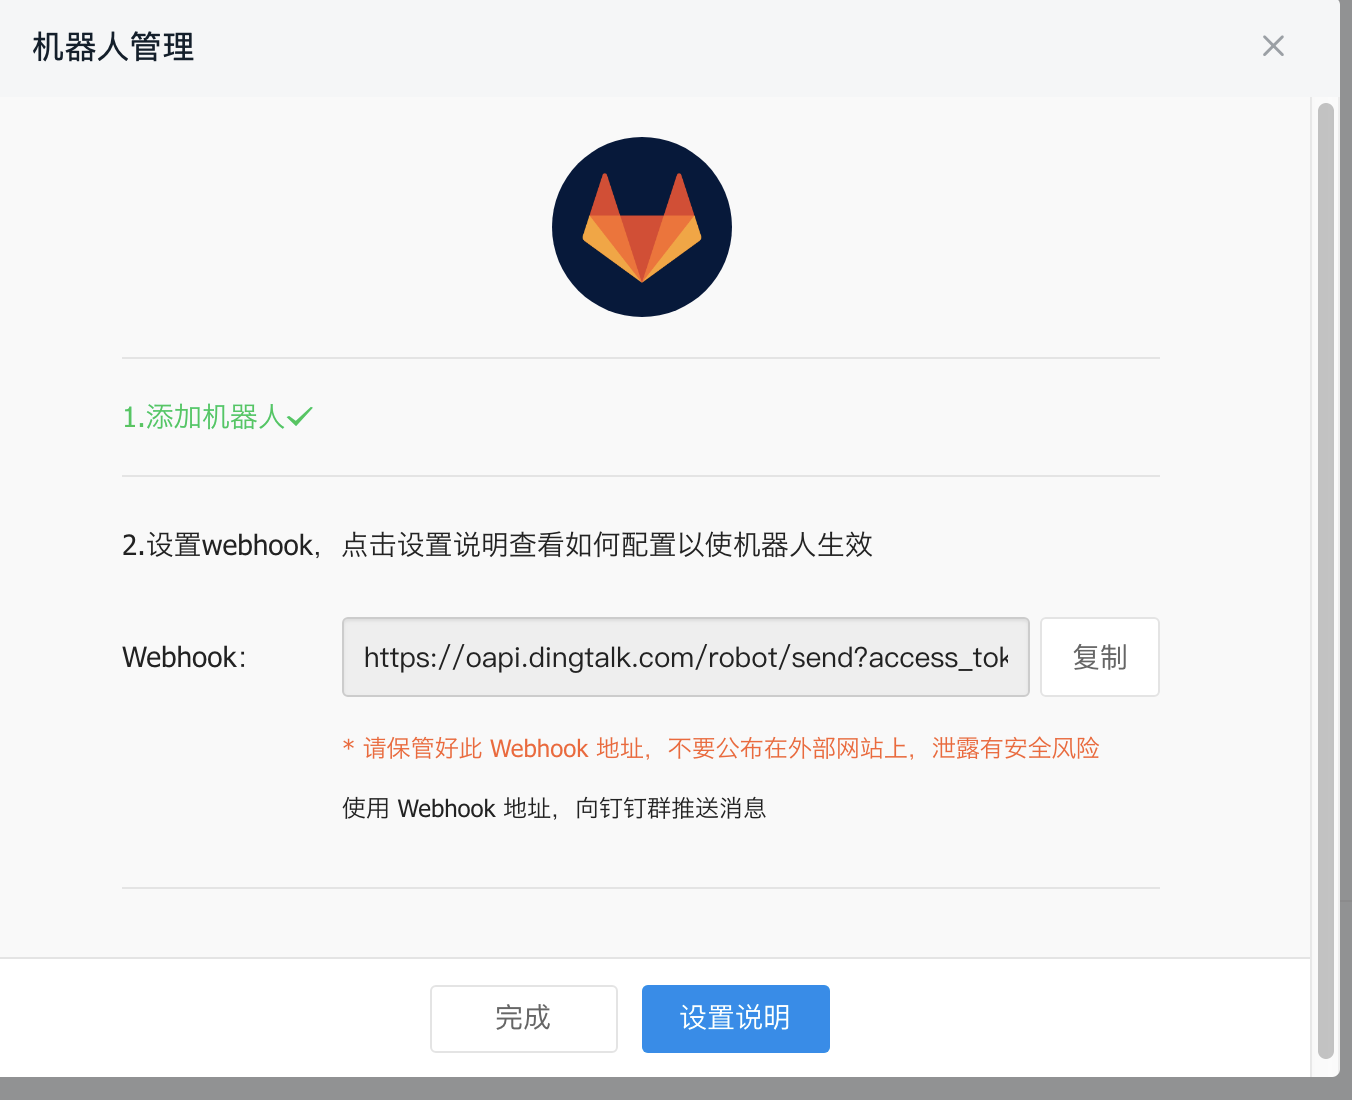 机器人管理
1.添加机器人✓
2.设置webhook，点击设置说明查看如何配置以使机器人生效
Webhook：
https://oapi.dingtalk.com/robot/send?access_tok
复制
* 请保管好此 Webhook 地址，不要公布在外部网站上，泄露有安全风险
使用 Webhook 地址，向钉钉群推送消息
完成
设置说明